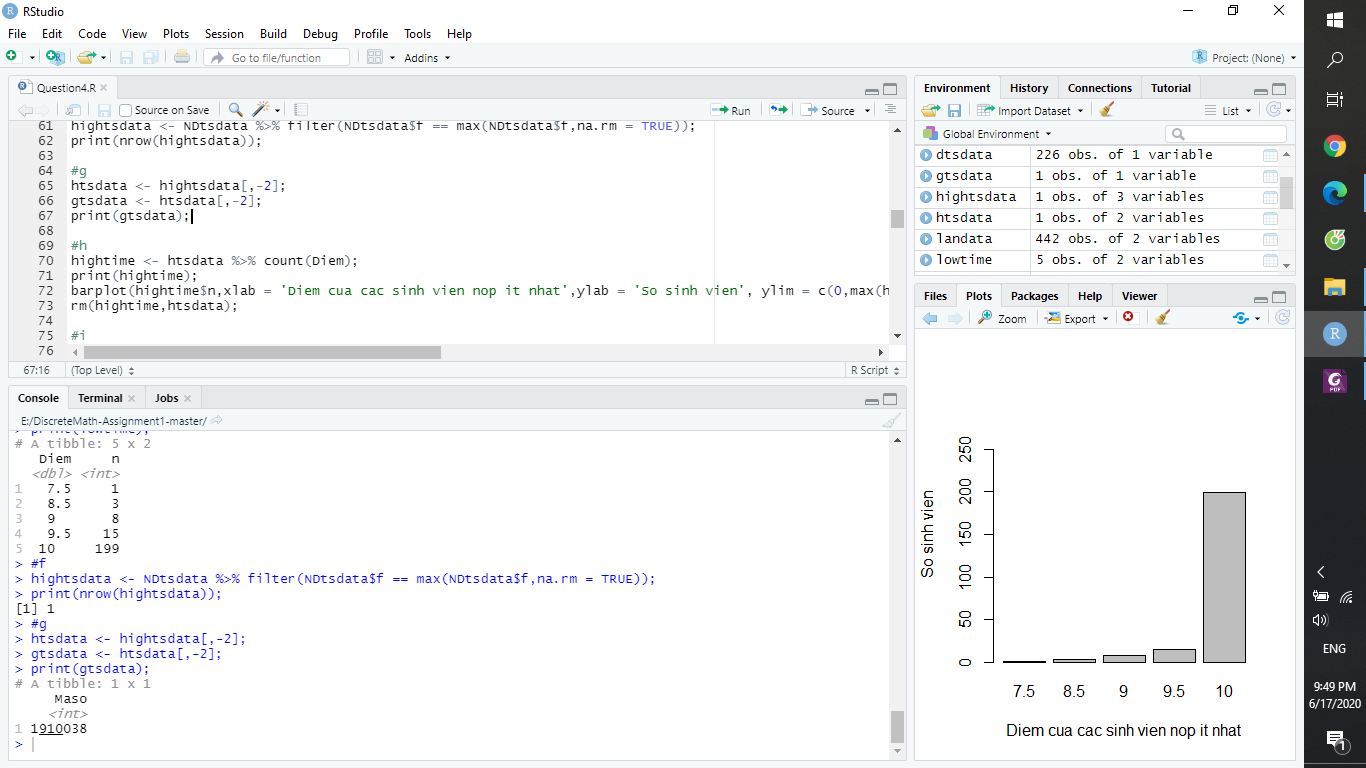 RStudio
File Edit Code View Plots Session Build Debug Profile Tools Help
Go to file/function Addins Project: (None)
Question4.R
Source on Save Run Source
61 hightsdata <- NDtsdata %>% filter(NDtsdata$f == max(NDtsdata$f,na.rm = TRUE));
62 print(nrow(hightsdata));
63
64 #g
65 htsdata <- hightsdata[,-2];
66 gtsdata <- htsdata[,-2];
67 print(gtsdata);
68
69 #h
70 hightime <- htsdata %>% count(Diem);
71 print(hightime);
72 barplot(hightime$n,xlab = 'Diem cua cac sinh vien nop it nhat',ylab = 'So sinh vien', ylim = c(0,max(h
73 rm(hightime,htsdata);
74
75 #i
76
67:16 (Top Level) R Script
Console Terminal Jobs
E:/DiscreteMath-Assignment1-master/
> print(lowtime);
# A tibble: 5 x 2
Diem n
<dbl> <int>
1 7.5 1
2 8.5 3
3 9 8
4 9.5 15
5 10 199
> #f
> hightsdata <- NDtsdata %>% filter(NDtsdata$f == max(NDtsdata$f,na.rm = TRUE));
> print(nrow(hightsdata));
[1] 1
> #g
> htsdata <- hightsdata[,-2];
> gtsdata <- htsdata[,-2];
> print(gtsdata);
# A tibble: 1 x 1
Maso
<int>
1 1910038
>
Environment History Connections Tutorial
Import Dataset List
Global Environment
dtsdata 226 obs. of 1 variable
gtsdata 1 obs. of 1 variable
hightsdata 1 obs. of 3 variables
htsdata 1 obs. of 2 variables
landata 442 obs. of 2 variables
lowtime 5 obs. of 2 variables
Files Plots Packages Help Viewer
Zoom Export
So sinh vien
250
200
150
100
50
0
7.5 8.5 9 9.5 10
Diem cua cac sinh vien nop it nhat
PDF
ENG
9:49 PM
6/17/2020
1